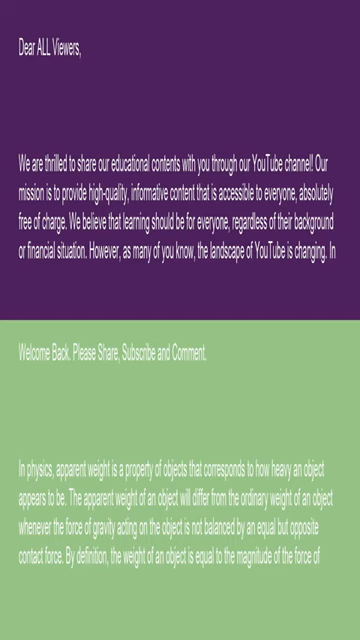 Dear ALL Viewers,
We are thrilled to share our educational contents with you through our YouTube channel! Our
mission is to provide high-quality, informative content that is accessible to everyone, absolutely
free of charge. We believe that learning should be for everyone, regardless of their background
or financial situation. However, as many of you know, the landscape of YouTube is changing. In
Welcome Back. Please Share, Subscribe and Comment.
In physics, apparent weight is a property of objects that corresponds to how heavy an object
appears to be. The apparent weight of an object will differ from the ordinary weight of an object
whenever the force of gravity acting on the object is not balanced by an equal but opposite
contact force. By definition, the weight of an object is equal to the magnitude of the force of